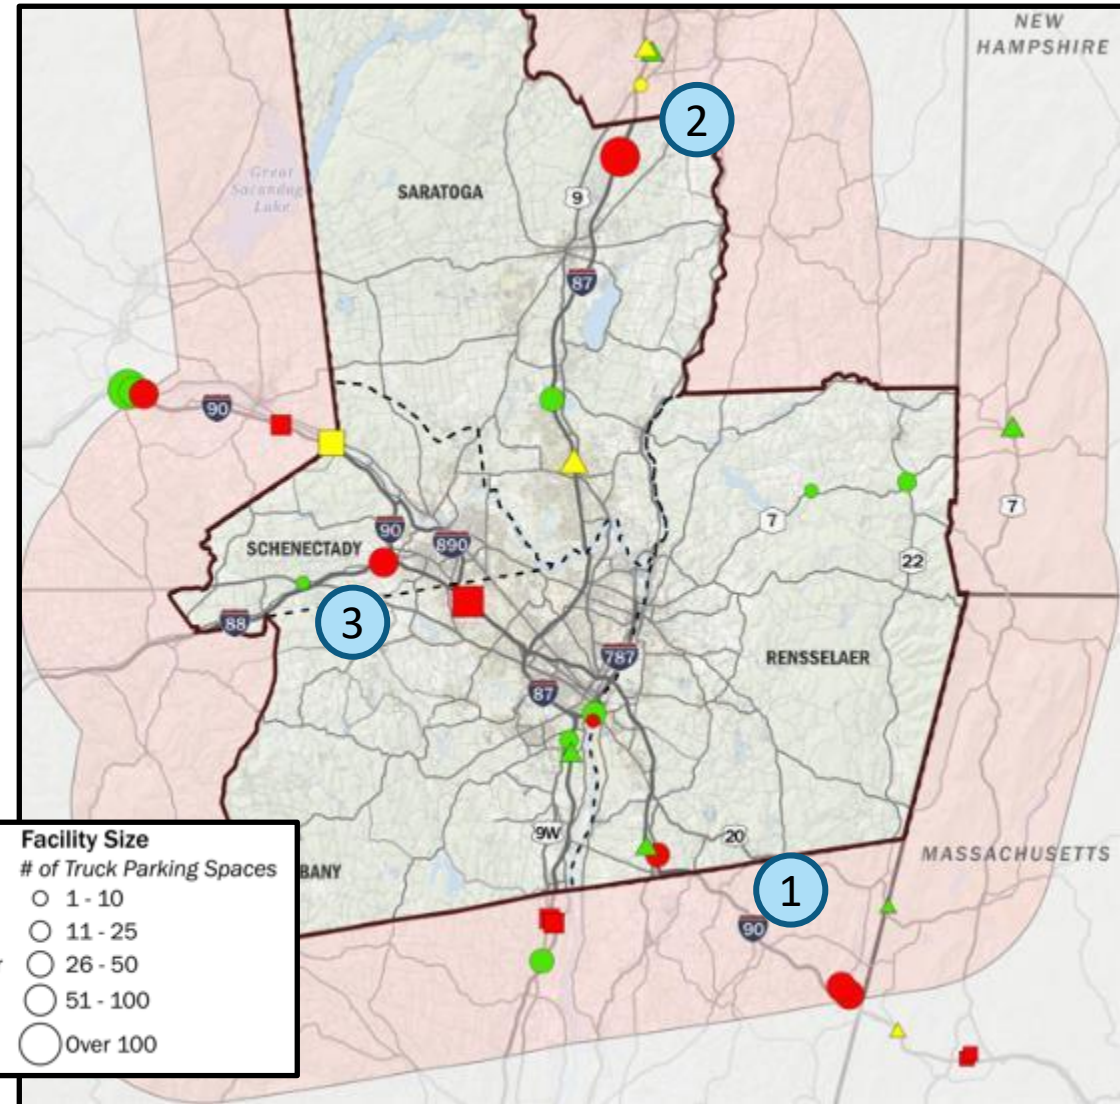 NEW
HAMPSHIRE
2
Great
Sacandaga
Lake
SARATOGA
9
87
90
7
7
90
890
SCHENECTADY
22
88
3
787
RENSSELAER
87
9W
20
Facility Size
# of Truck Parking Spaces
1 - 10
11 - 25
26 - 50
51 - 100
Over 100
BANY
MASSACHUSETTS
1
90